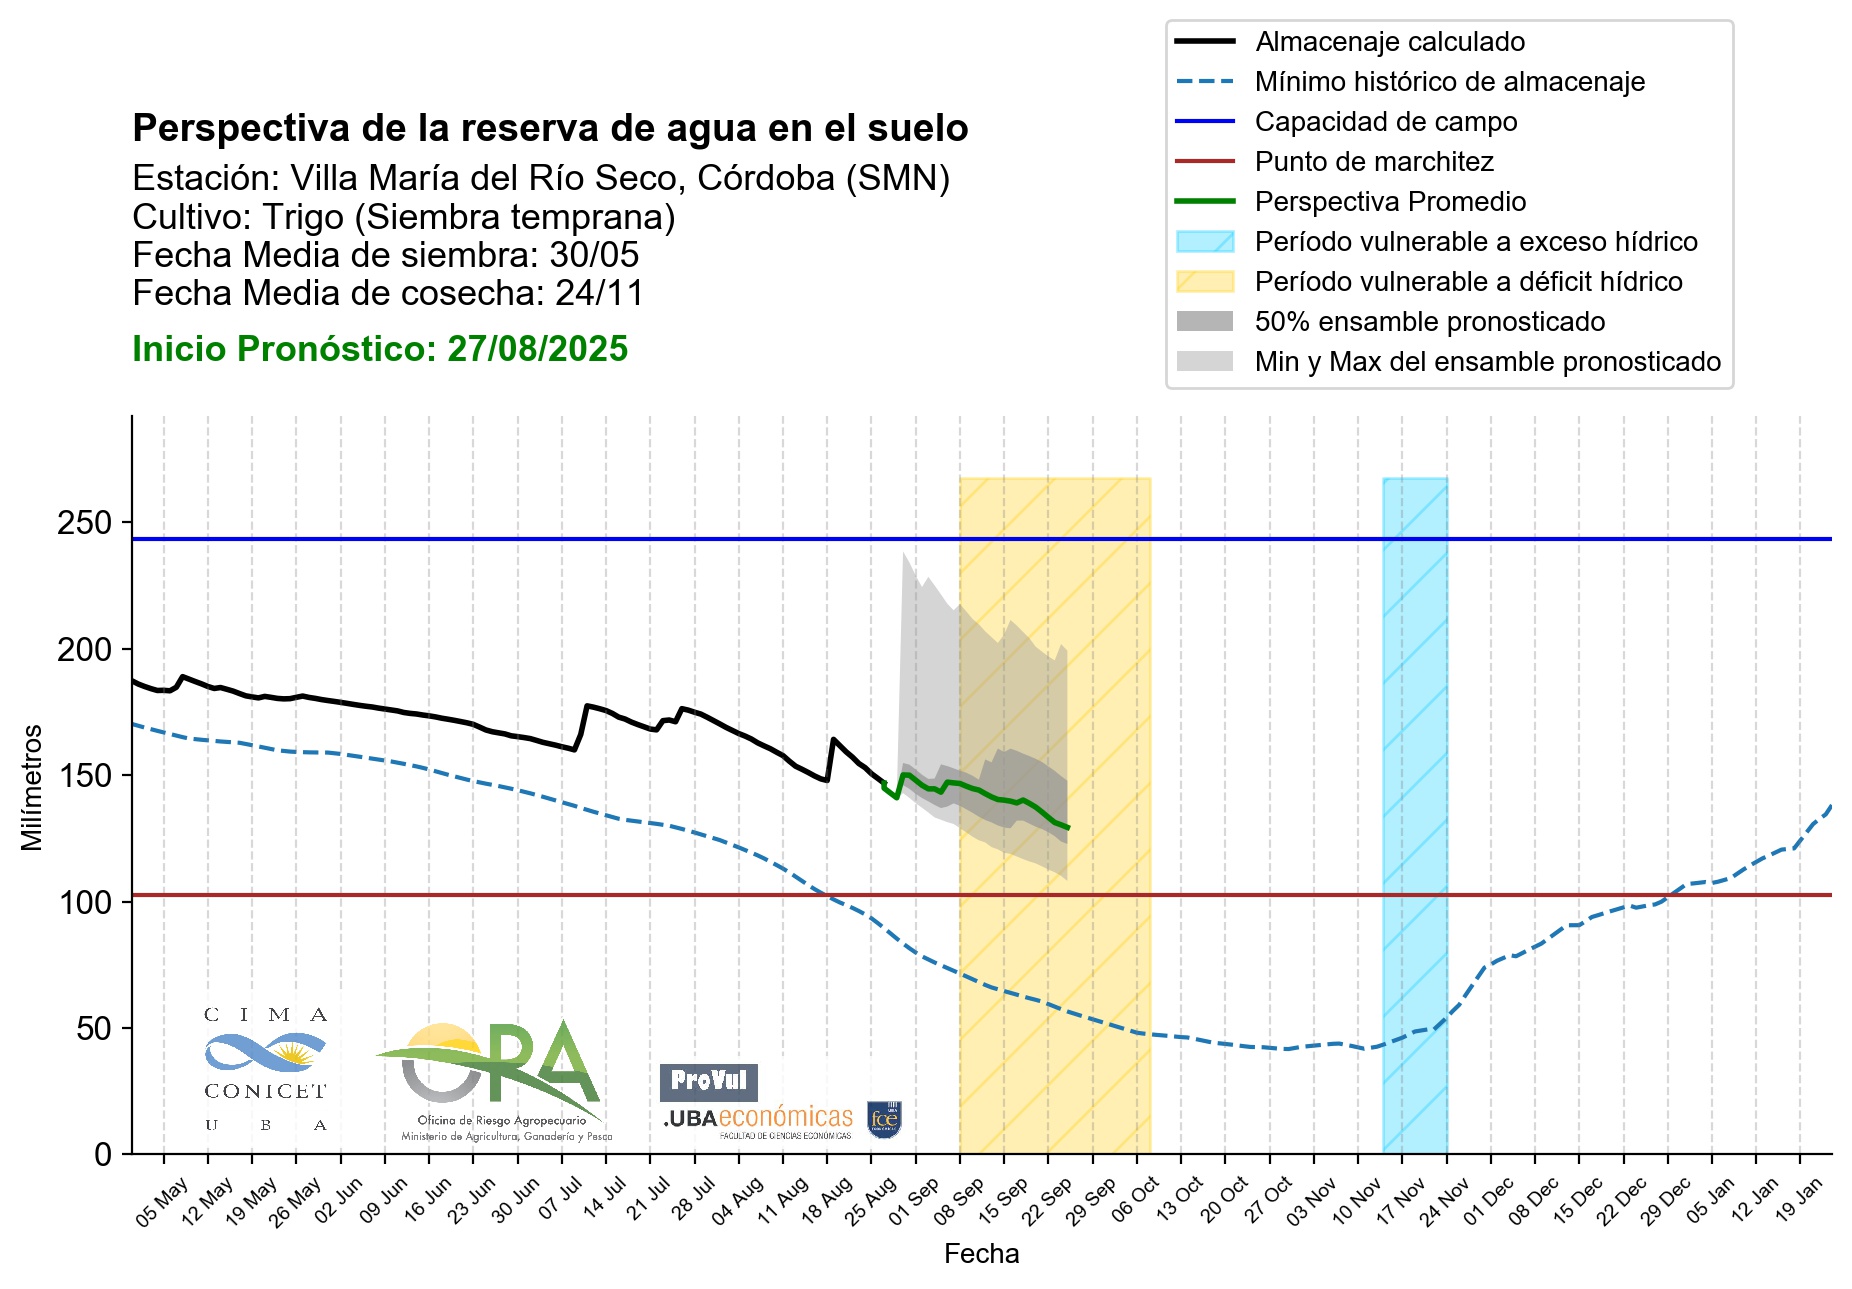 Perspectiva de la reserva de agua en el suelo
Estación: Villa María del Río Seco, Córdoba (SMN)
Cultivo: Trigo (Siembra temprana)
Fecha Media de siembra: 30/05
Fecha Media de cosecha: 24/11
Inicio Pronóstico: 27/08/2025
Almacenaje calculado
Mínimo histórico de almacenaje
Capacidad de campo
Punto de marchitez
Perspectiva Promedio
Período vulnerable a exceso hídrico
Período vulnerable a déficit hídrico
50% ensamble pronosticado
Min y Max del ensamble pronosticado
Milímetros
250
200
150
100
50
0
CIMA
CONICET
UBA
ORA
Oficina de Riesgo Agropecuario
Ministerio de Agricultura, Ganadería y Pesca
ProVul
.UBAeconómicas
FACULTAD DE CIENCIAS ECONÓMICAS
fce
05 May
12 May
19 May
26 May
02 Jun
09 Jun
16 Jun
23 Jun
30 Jun
07 Jul
14 Jul
21 Jul
28 Jul
04 Aug
11 Aug
18 Aug
25 Aug
01 Sep
08 Sep
15 Sep
22 Sep
29 Sep
06 Oct
13 Oct
20 Oct
27 Oct
03 Nov
10 Nov
17 Nov
24 Nov
01 Dec
08 Dec
15 Dec
22 Dec
29 Dec
05 Jan
12 Jan
19 Jan
Fecha